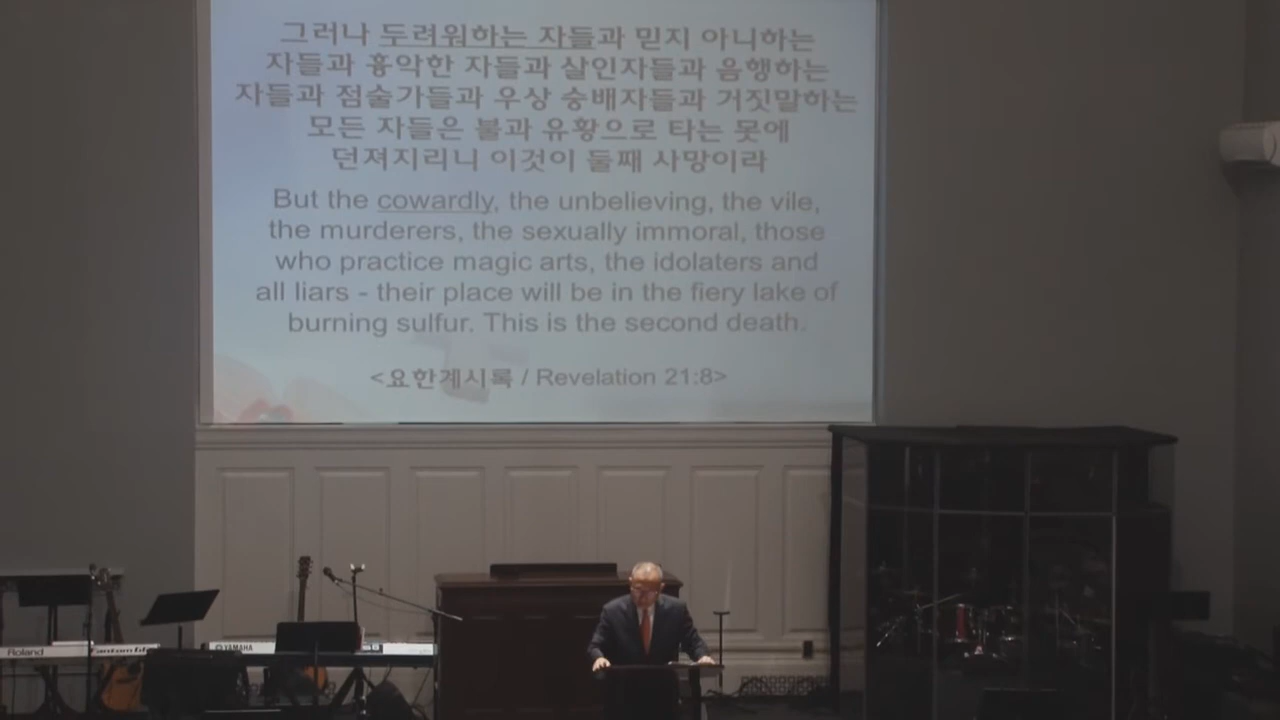 그러나 두려워하는 자들과 믿지 아니하는
자들과 흉악한 자들과 살인자들과 음행하는
자들과 점술가들과 우상 숭배자들과 거짓말하는
모든 자들은 불과 유황으로 타는 못에
던져지리니 이것이 둘째 사망이라
But the cowardly, the unbelieving, the vile,
the murderers, the sexually immoral, those
who practice magic arts, the idolaters and
all liars - their place will be in the fiery lake of
burning sulfur. This is the second death.
<요한계시록 / Revelation 21:8>
Roland
YAMAHA